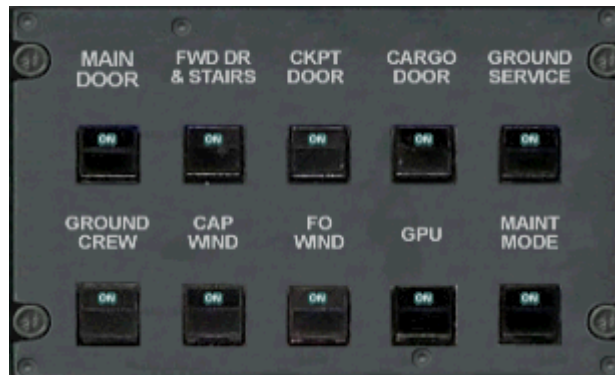 MAIN DOOR
FWD DR & STAIRS
CKPT DOOR
CARGO DOOR
GROUND SERVICE
ON ON ON ON ON
GROUND CREW
CAP WIND
FO WIND
GPU
MAINT MODE
ON ON ON ON ON